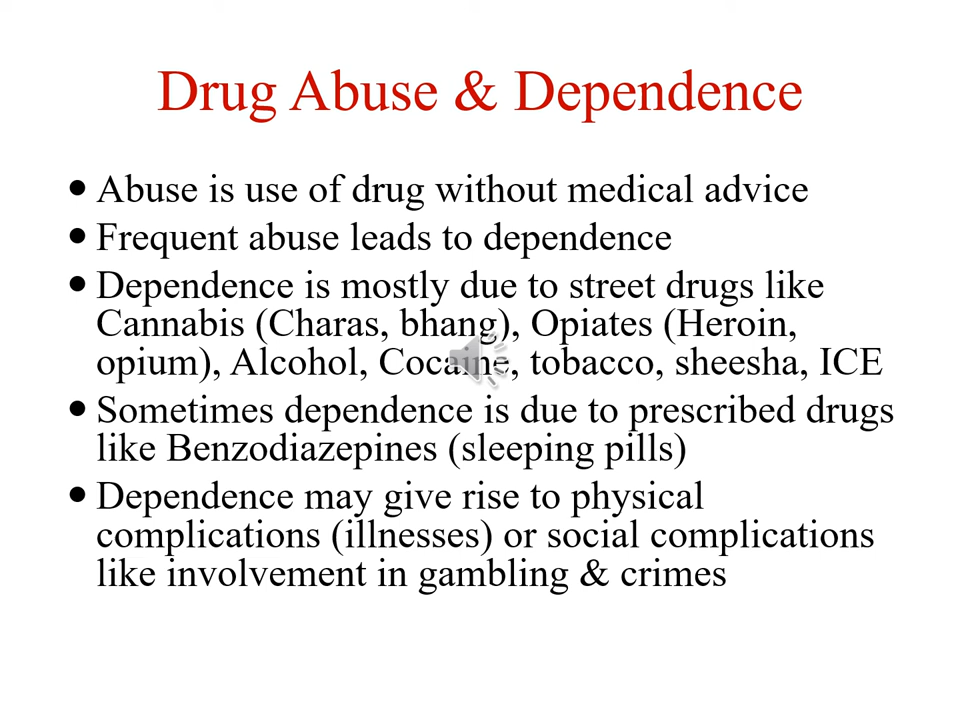 Drug Abuse & Dependence
• Abuse is use of drug without medical advice
• Frequent abuse leads to dependence
• Dependence is mostly due to street drugs like
Cannabis (Charas, bhang), Opiates (Heroin,
opium), Alcohol, Cocaine, tobacco, sheesha, ICE
• Sometimes dependence is due to prescribed drugs
like Benzodiazepines (sleeping pills)
• Dependence may give rise to physical
complications (illnesses) or social complications
like involvement in gambling & crimes